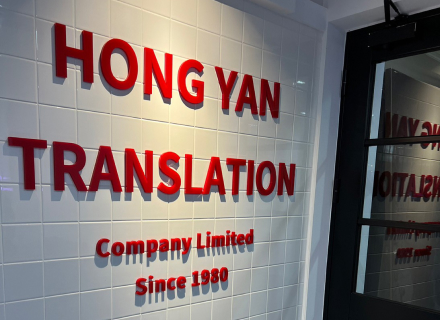 HONG YAN
TRANSLATION
Company Limited
Since 1980